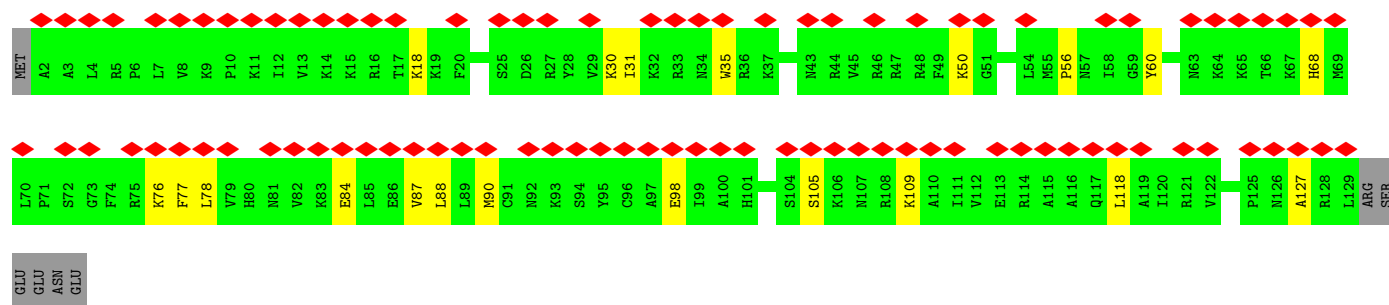 MET A2 A3 L4 R5 P6 L7 V8 K9 P10 K11 I12 V13 K14 K15 R16 T17 K18 K19 F20 S25 D26 R27 Y28 V29 K30 I31 K32 R33 N34 W35 R36 K37 N43 R44 V45 R46 R47 R48 F49 K50 G51 L54 M55 P56 N57 I58 G59 Y60 N63 K64 K65 T66 K67 H68 M69
L70 P71 S72 G73 F74 R75 K76 F77 L78 V79 H80 N81 V82 K83 E84 L85 E86 V87 L88 L89 M90 C91 N92 K93 S94 Y95 C96 A97 E98 I99 A100 H101 S104 S105 K106 N107 R108 K109 A110 I111 V112 E113 R114 A115 A116 Q117 L118 A119 I120 R121 V122 P125 N126 A127 R128 L129 ARG SER
GLU GLU ASN GLU